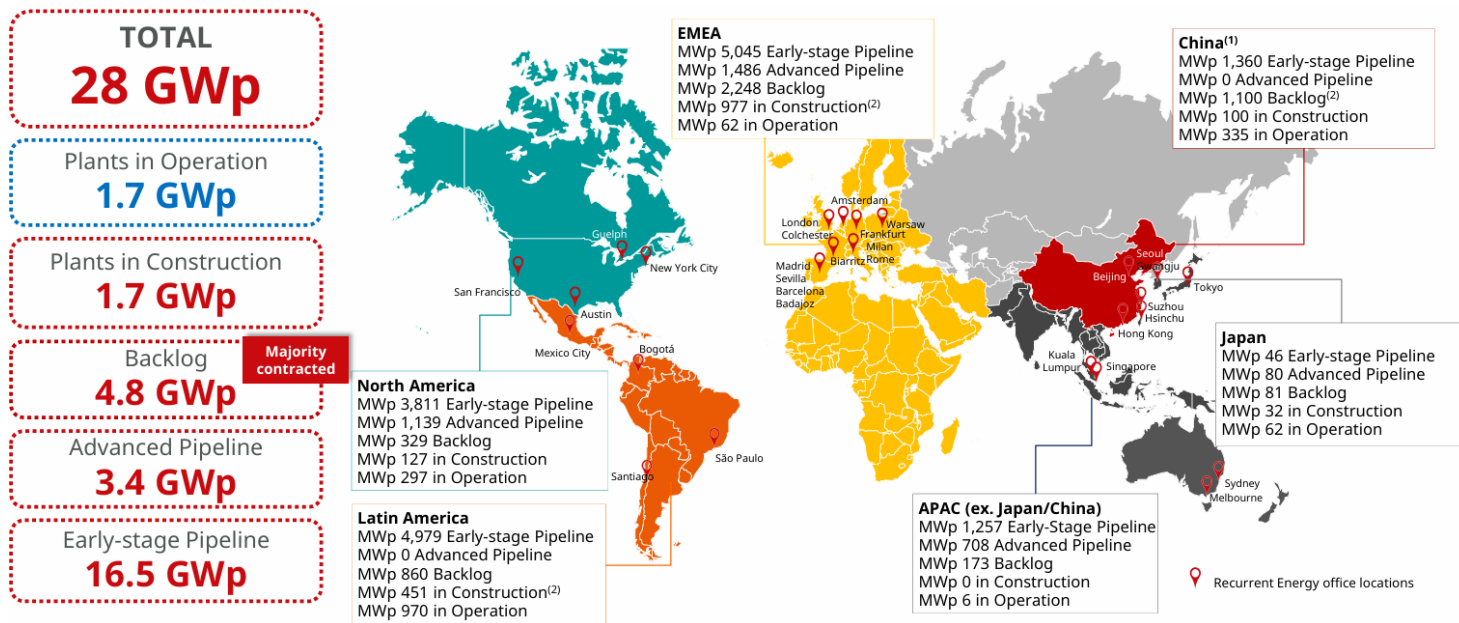 TOTAL
28 GWp
Plants in Operation
1.7 GWp
Plants in Construction
1.7 GWp
Backlog
4.8 GWp
Majority
contracted
Advanced Pipeline
3.4 GWp
Early-stage Pipeline
16.5 GWp
EMEA
MWp 5,045 Early-stage Pipeline
MWp 1,486 Advanced Pipeline
MWp 2,248 Backlog
MWp 977 in Construction(2)
MWp 62 in Operation
China(1)
MWp 1,360 Early-stage Pipeline
MWp 0 Advanced Pipeline
MWp 1,100 Backlog(2)
MWp 100 in Construction
MWp 335 in Operation
Guelph
New York City
San Francisco
Austin
Mexico City
Bogotá
São Paulo
Santiago
Amsterdam
London
Colchester
Warsaw
Frankfurt
Milan
Rome
Biarritz
Madrid
Sevilla
Barcelona
Badajoz
Seoul
Gwangju
Beijing
Tokyo
Suzhou
Hsinchu
Hong Kong
Kuala
Lumpur
Singapore
Sydney
Melbourne
North America
MWp 3,811 Early-stage Pipeline
MWp 1,139 Advanced Pipeline
MWp 329 Backlog
MWp 127 in Construction
MWp 297 in Operation
Japan
MWp 46 Early-stage Pipeline
MWp 80 Advanced Pipeline
MWp 81 Backlog
MWp 32 in Construction
MWp 62 in Operation
Latin America
MWp 4,979 Early-stage Pipeline
MWp 0 Advanced Pipeline
MWp 860 Backlog
MWp 451 in Construction(2)
MWp 970 in Operation
APAC (ex. Japan/China)
MWp 1,257 Early-Stage Pipeline
MWp 708 Advanced Pipeline
MWp 173 Backlog
MWp 0 in Construction
MWp 6 in Operation
Recurrent Energy office locations